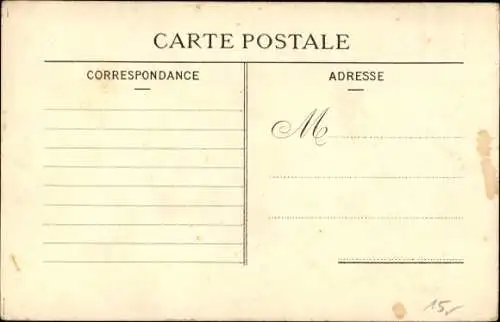 CARTE POSTALE
CORRESPONDANCE
ADRESSE
M
15,-